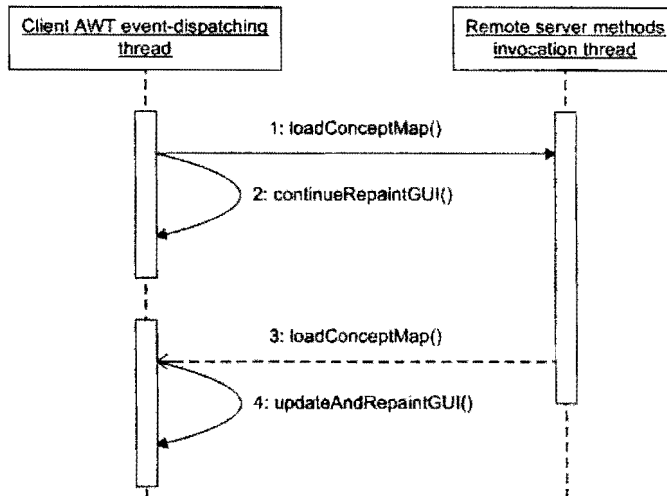 Client AWT event-dispatching
thread
Remote server methods
invocation thread
1: loadConceptMap()
2: continueRepaintGUI()
3: loadConceptMap()
4: updateAndRepaintGUI()